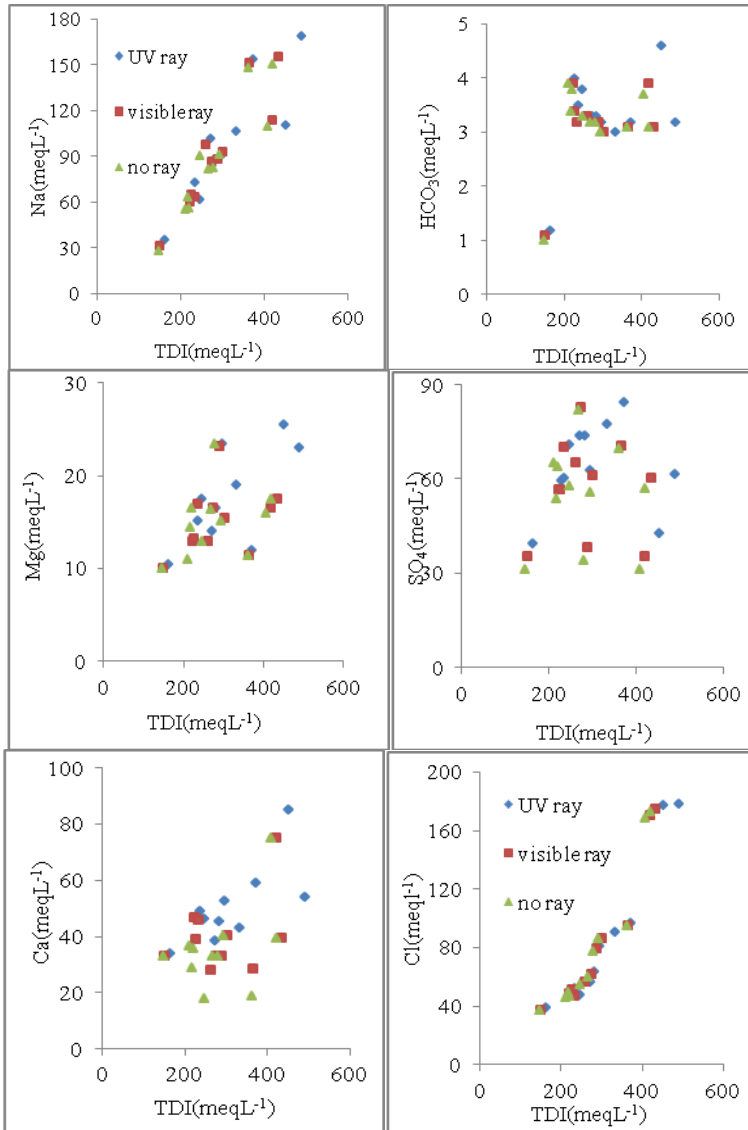 180
150
120
90
60
30
0
Na(meqL-1)
UV ray
visible ray
no ray
0 200 400 600
TDI(meqL-1)
5
4
3
2
1
0
HCO3(meqL-1)
0 200 400 600
TDI(meqL-1)
30
20
10
0
Mg(meqL-1)
0 200 400 600
TDI(meqL-1)
90
60
30
0
SO4(meqL-1)
0 200 400 600
TDI(meqL-1)
100
80
60
40
20
0
Ca(meqL-1)
0 200 400 600
TDI(meqL-1)
200
160
120
80
40
0
Cl(meql-1)
UV ray
visible ray
no ray
0 200 400 600
TDI(meqL-1)